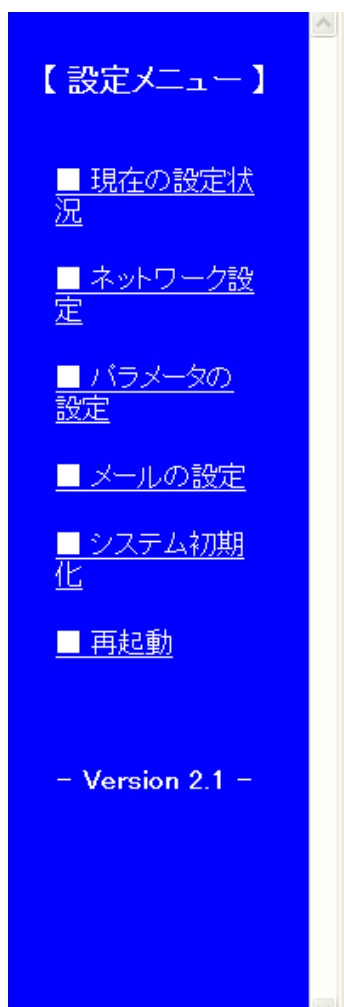 【 設定メニュー 】
■ 現在の設定状
況
■ ネットワーク設
定
■ パラメータの
設定
■ メールの設定
■ システム初期
化
■ 再起動
- Version 2.1 -